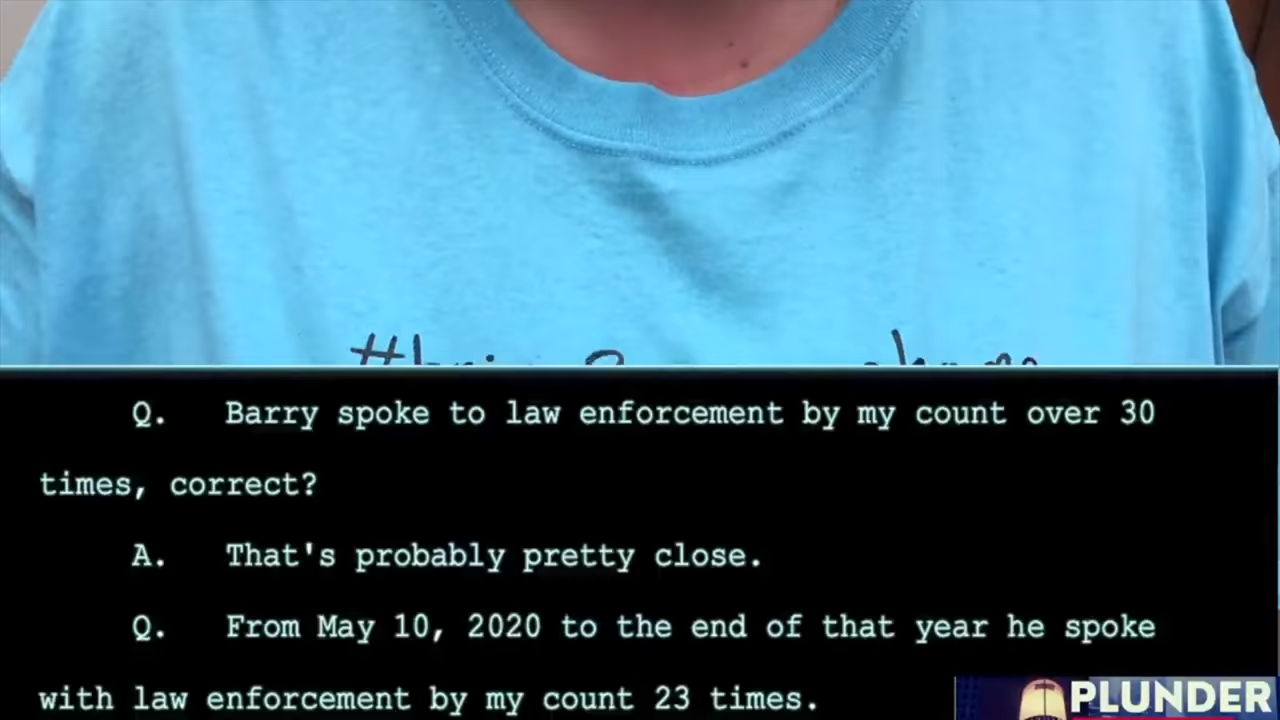 Q. Barry spoke to law enforcement by my count over 30
times, correct?
A. That's probably pretty close.
Q. From May 10, 2020 to the end of that year he spoke
with law enforcement by my count 23 times.
PLUNDER